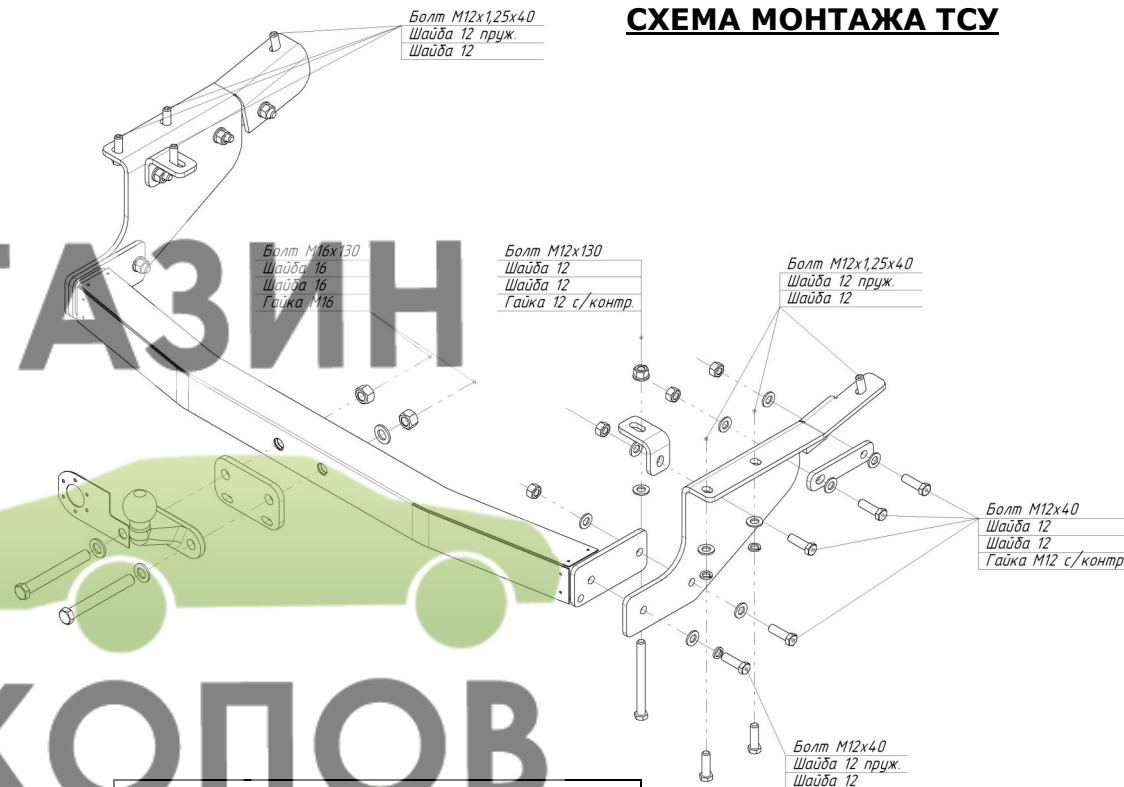 СХЕМА МОНТАЖА ТСУ
Болт М12х1,25х40
Шайба 12 пруж.
Шайба 12
Болт М16х130
Шайба 16
Шайба 16
Гайка М16
Болт М12х130
Шайба 12
Шайба 12
Гайка 12 с/контр.
Болт М12х1,25х40
Шайба 12 пруж.
Шайба 12
Болт М12х40
Шайба 12
Шайба 12
Гайка М12 с/контр
Болт М12х40
Шайба 12 пруж.
Шайба 12
АЗИН
КОПОВ